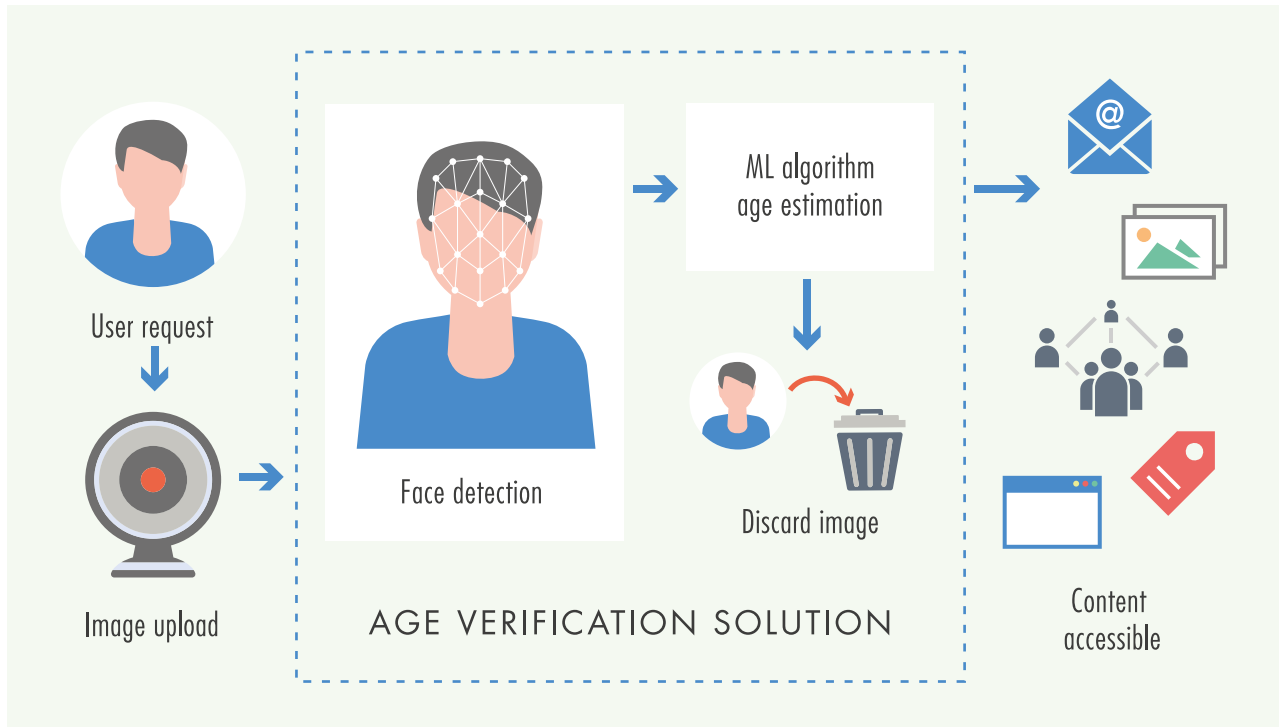 User request
Image upload
Face detection
ML algorithm
age estimation
Discard image
AGE VERIFICATION SOLUTION
@
Content
accessible